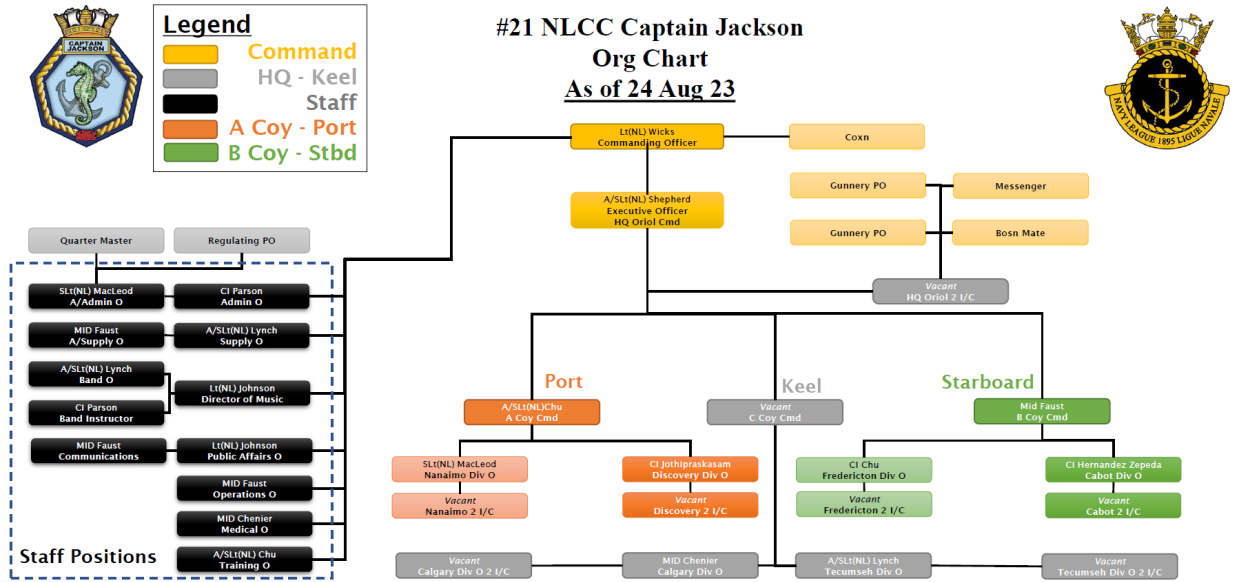 CAPTAIN
JACKSON
Legend
Command
HQ - Keel
Staff
A Coy - Port
B Coy - Stbd
#21 NLCC Captain Jackson
Org Chart
As of 24 Aug 23
NAVY LEAGUE 1895 LIGUE NAVALE
Lt(NL) Wicks
Commanding Officer
Coxn
A/SLt(NL) Shepherd
Executive Officer
HQ Oriol Cmd
Gunnery PO
Messenger
Gunnery PO
Bosn Mate
Vacant
HQ Oriol 2 I/C
Quarter Master
Regulating PO
SLt(NL) MacLeod
A/Admin O
CI Parson
Admin O
MID Faust
A/Supply O
A/SLt(NL) Lynch
Supply O
A/SLt(NL) Lynch
Band O
CI Parson
Band Instructor
Lt(NL) Johnson
Director of Music
MID Faust
Communications
Lt(NL) Johnson
Public Affairs O
MID Faust
Operations O
MID Chenier
Medical O
A/SLt(NL) Chu
Training O
Staff Positions
Port
Keel
Starboard
A/SLt(NL)Chu
A Coy Cmd
Vacant
C Coy Cmd
Mid Faust
B Coy Cmd
SLt(NL) MacLeod
Nanaimo Div O
CI Jothipraskasam
Discovery Div O
CI Chu
Fredericton Div O
CI Hernandez Zepeda
Cabot Div O
Vacant
Nanaimo 2 I/C
Vacant
Discovery 2 I/C
Vacant
Fredericton 2 I/C
Vacant
Cabot 2 I/C
Vacant
Calgary Div O 2 I/C
MID Chenier
Calgary Div O
A/SLt(NL) Lynch
Tecumseh Div O
Vacant
Tecumseh Div O 2 I/C